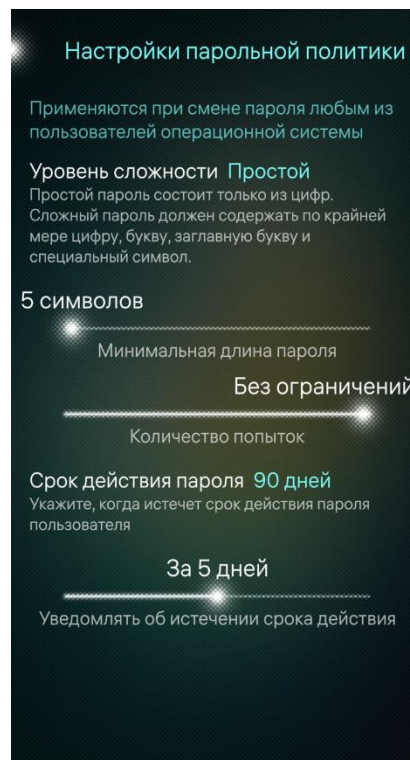 Настройки парольной политики
Применяются при смене пароля любым из
пользователей операционной системы
Уровень сложности Простой
Простой пароль состоит только из цифр.
Сложный пароль должен содержать по крайней
мере цифру, букву, заглавную букву и
специальный символ.
5 символов
Минимальная длина пароля
Без ограничений
Количество попыток
Срок действия пароля 90 дней
Укажите, когда истечет срок действия пароля
пользователя
За 5 дней
Уведомлять об истечении срока действия